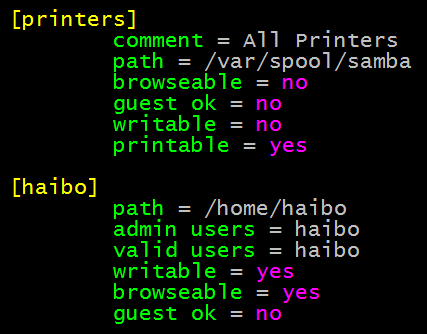 [printers]
        comment = All Printers
        path = /var/spool/samba
        browseable = no
        guest ok = no
        writable = no
        printable = yes

[haibo]
        path = /home/haibo
        admin users = haibo
        valid users = haibo
        writable = yes
        browseable = yes
        guest ok = no